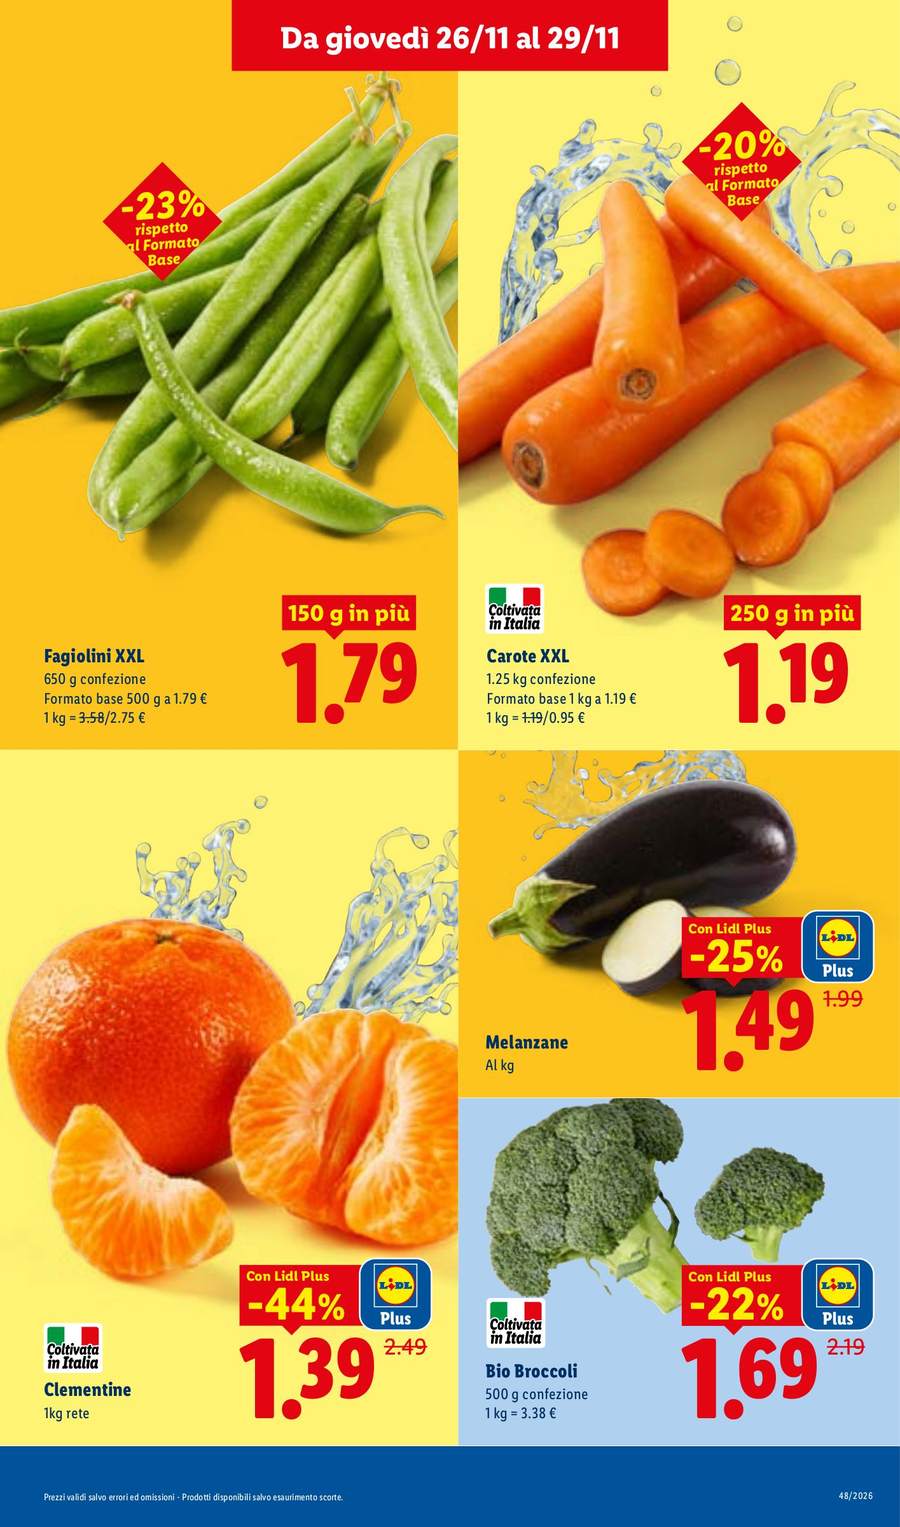 Da giovedì 26/11 al 29/11
-23%
rispetto
al Formato
Base
150 g in più
Fagiolini XXL
650 g confezione
Formato base 500 g a 1.79 €
1 kg = 3.58/2.75 €
1.79
-20%
rispetto
al Formato
Base
Coltivata
in Italia
250 g in più
Carote XXL
1.25 kg confezione
Formato base 1 kg a 1.19 €
1 kg = 1.19/0.95 €
1.19
Con Lidl Plus
-44%
LIDL
Plus
2.49
1.39
Coltivata
in Italia
Clementine
1kg rete
Con Lidl Plus
-25%
LIDL
Plus
1.99
1.49
Melanzane
Al kg
Con Lidl Plus
-22%
LIDL
Plus
2.19
1.69
Coltivata
in Italia
Bio Broccoli
500 g confezione
1 kg = 3.38 €
Prezzi validi salvo errori ed omissioni - Prodotti disponibili salvo esaurimento scorte.
48/2026